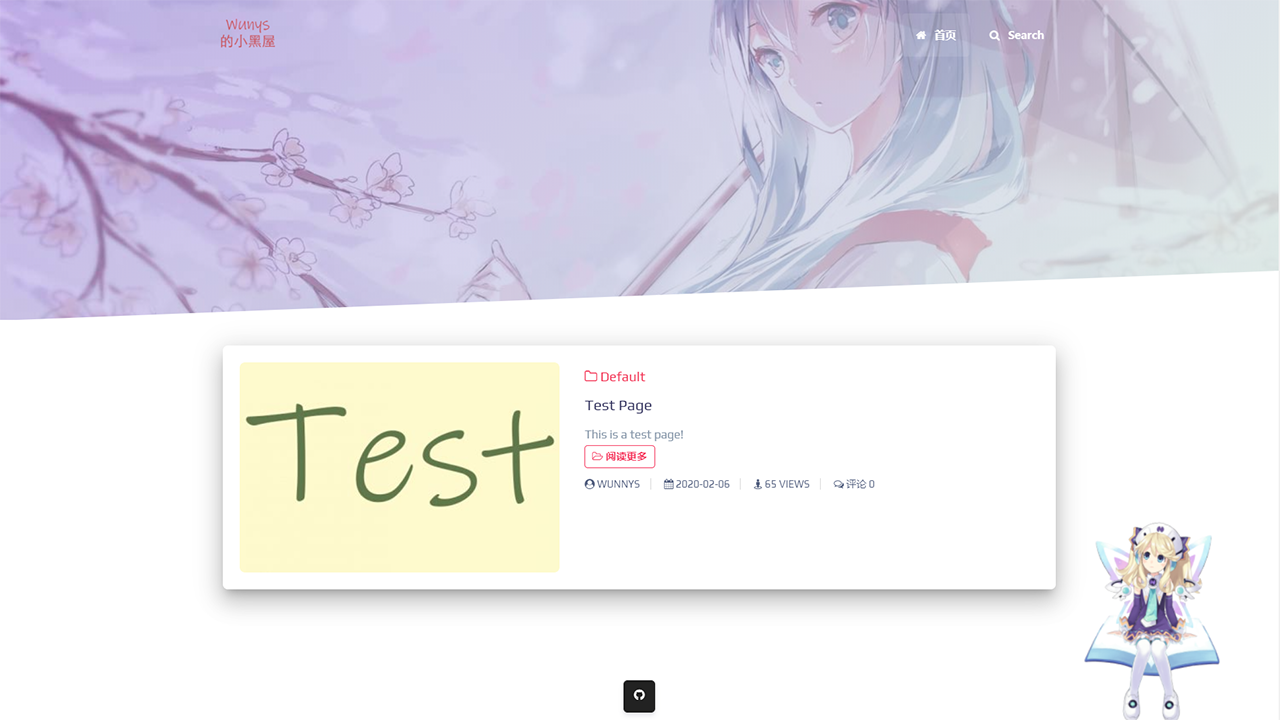 Wunys
的小黑屋
首页 Search
Test
Default
Test Page
This is a test page!
阅读更多
WUNNYS 2020-02-06 65 VIEWS 评论 0